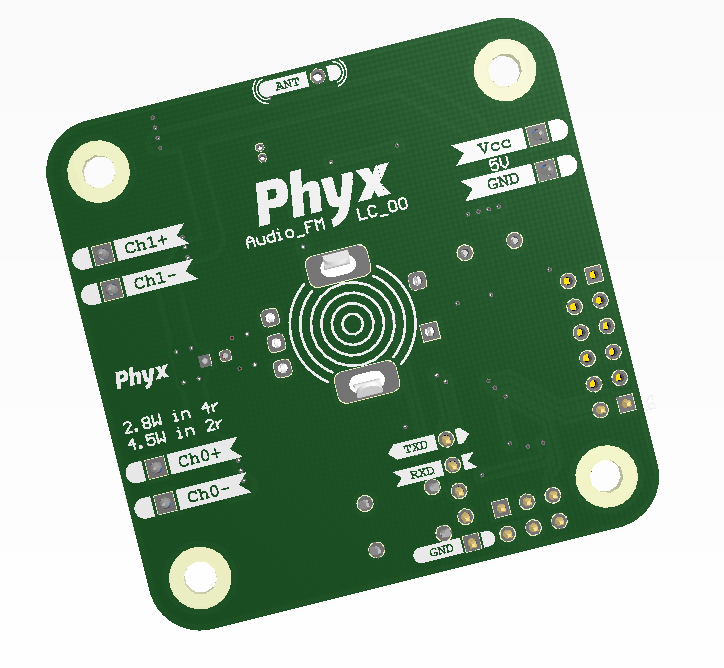 ANT
Vcc
5V
GND
Phyx
Audio_FM LC_00
Ch1+
Ch1-
Phyx
2.8W in 4r
4.5W in 2r
Ch0+
Ch0-
TXD
RXD
GND